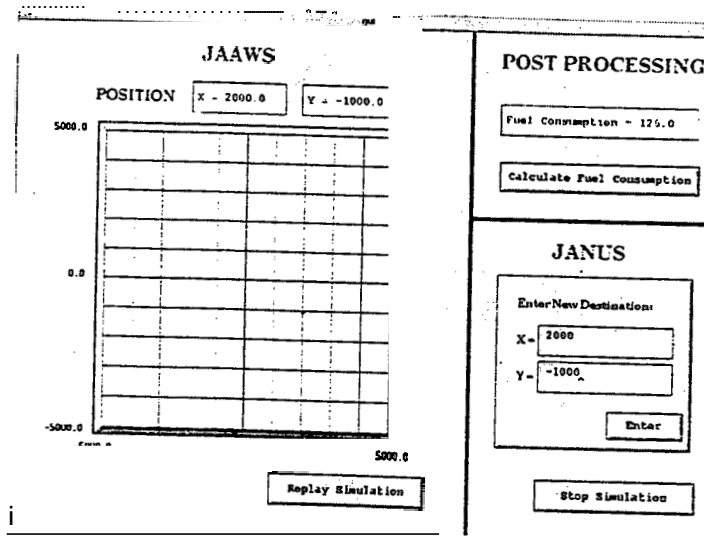 JAAWS
POSITION X - 2000.0 Y - -1000.0
5000.0
0.0
-5000.0
5000.0
Replay Simulation
POST PROCESSING
Fuel Consumption - 126.0
Calculate Fuel Consumption
JANUS
Enter New Destination:
X- 2000
Y- -1000
Enter
Stop Simulation
i